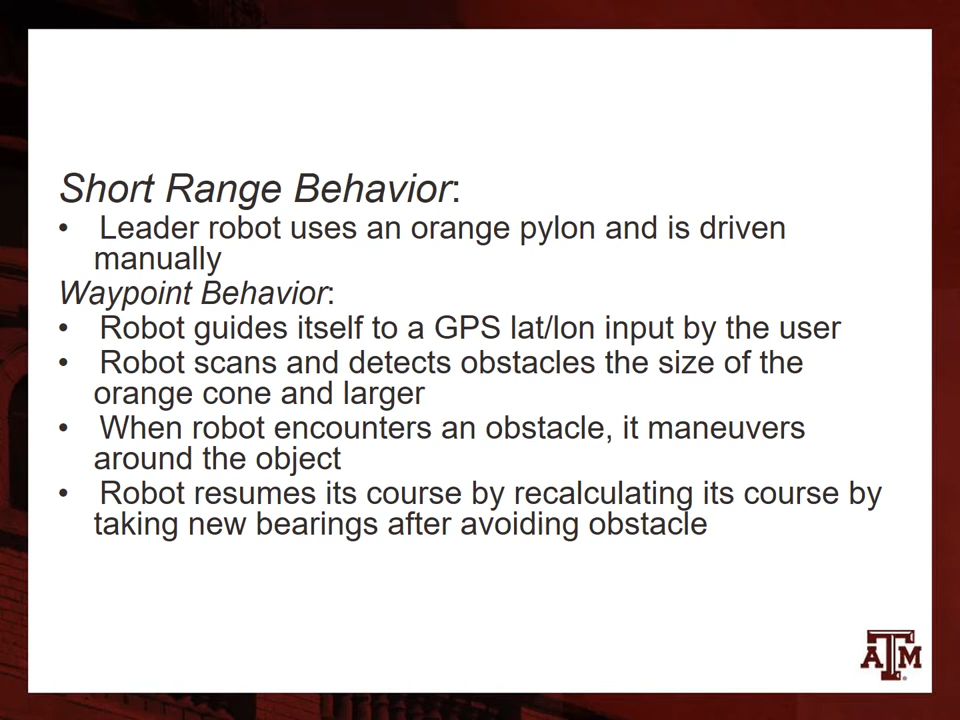 Short Range Behavior:
• Leader robot uses an orange pylon and is driven
manually
Waypoint Behavior:
• Robot guides itself to a GPS lat/lon input by the user
• Robot scans and detects obstacles the size of the
orange cone and larger
• When robot encounters an obstacle, it maneuvers
around the object
• Robot resumes its course by recalculating its course by
taking new bearings after avoiding obstacle
ATM